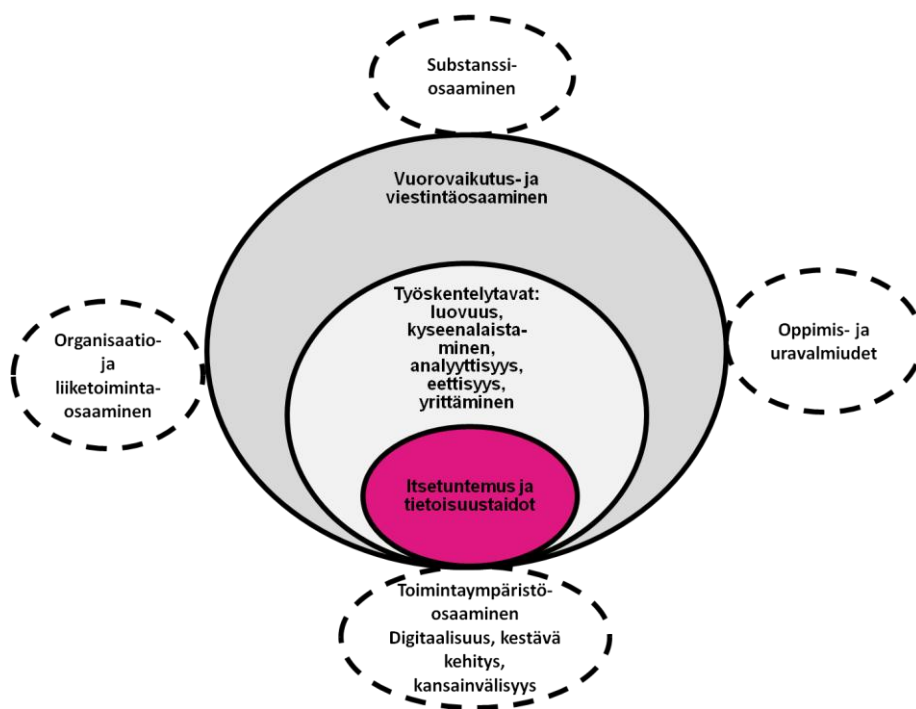 Substanssi-
osaaminen
Vuorovaikutus- ja
viestintäosaaminen
Työskentelytavat:
luovuus,
kyseenalaista-
minen,
analyyttisyys,
eettisyys,
yrittäminen
Organisaatio-
ja
liiketoiminta-
osaaminen
Oppimis- ja
uravalmiudet
Itsetuntemus ja
tietoisuustaidot
Toimintaympäristö-
osaaminen
Digitaalisuus, kestävä
kehitys,
kansainvälisyys